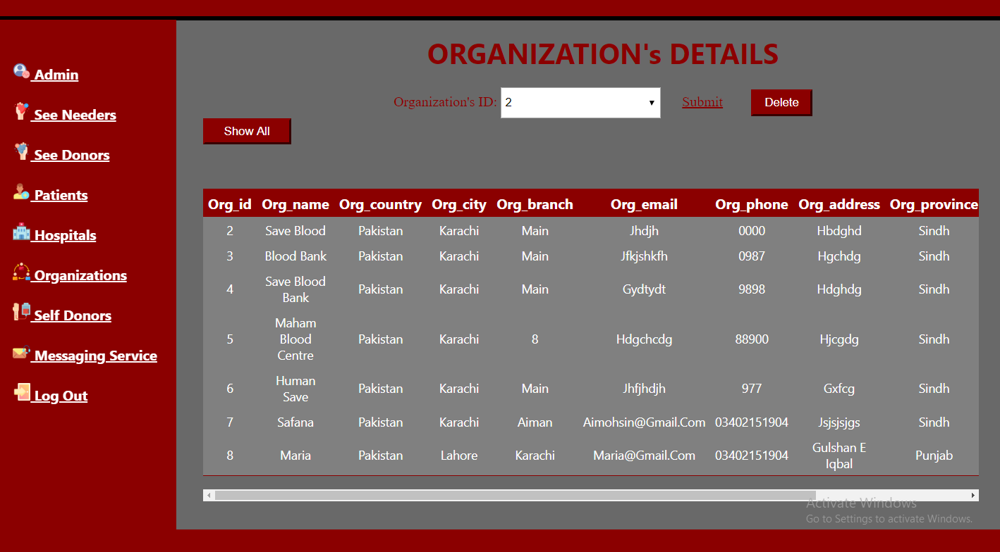 ORGANIZATION's DETAILS
Admin
See Needers
See Donors
Patients
Hospitals
Organizations
Self Donors
Messaging Service
Log Out
Organization's ID: 2 Submit Delete
Show All
Org_id Org_name Org_country Org_city Org_branch Org_email Org_phone Org_address Org_province
2 Save Blood Pakistan Karachi Main Jhdjh 0000 Hbdghd Sindh
3 Blood Bank Pakistan Karachi Main Jfkjshkfh 0987 Hgchdg Sindh
4 Save Blood Bank Pakistan Karachi Main Gydtydt 9898 Hdghdg Sindh
5 Maham Blood Centre Pakistan Karachi 8 Hdgchcdg 88900 Hjcgdg Sindh
6 Human Save Pakistan Karachi Main Jhfjhdjh 977 Gxfcg Sindh
7 Safana Pakistan Karachi Aiman Aimohsin@Gmail.Com 03402151904 Jsjsjsjgs Sindh
8 Maria Pakistan Lahore Karachi Maria@Gmail.Com 03402151904 Gulshan E Iqbal Punjab
Activate Windows
Go to Settings to activate Windows.